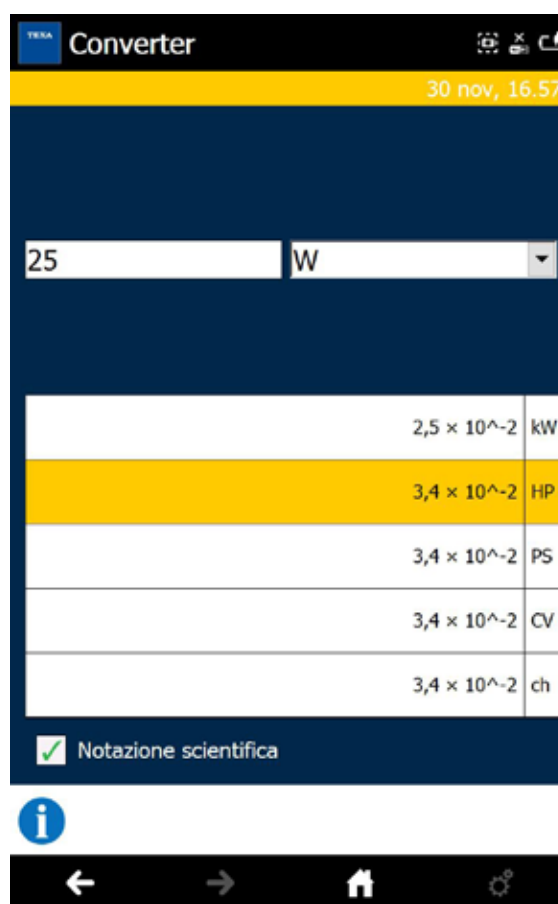 TEXA Converter
30 nov, 16.57
25 W
2,5 × 10^-2 kW
3,4 × 10^-2 HP
3,4 × 10^-2 PS
3,4 × 10^-2 CV
3,4 × 10^-2 ch
Notazione scientifica